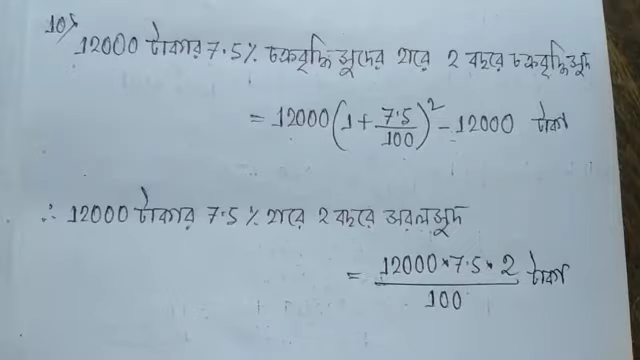 10>
12000 টাকার 7.5% চক্রবৃদ্ধি সুদের হারে 2 বছরে চক্রবৃদ্ধি সুদ
= 12000(1 + 7.5/100)² - 12000 টাকা
∴ 12000 টাকার 7.5% হারে 2 বছরে সরলসুদ
= 12000*7.5*2/100 টাকা